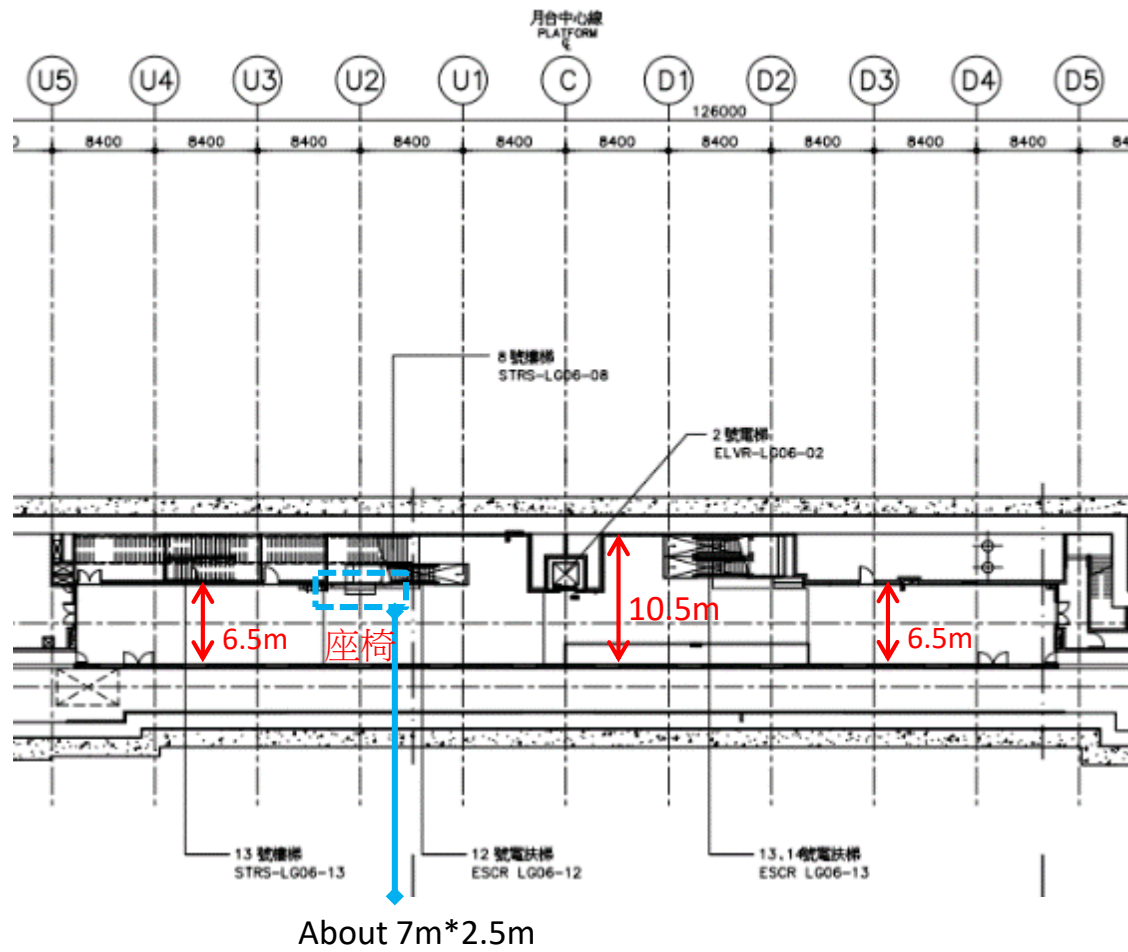 月台中心線
PLATFORM
℄
U5 U4 U3 U2 U1 C D1 D2 D3 D4 D5
126000
8400 8400 8400 8400 8400 8400 8400 8400 8400 8400
8 號樓梯
STRS-LG06-08
2 號電梯
ELVR-LG06-02
10.5m
6.5m
座椅
6.5m
13 號樓梯
STRS-LG06-13
12 號電扶梯
ESCR LG06-12
13.14號電扶梯
ESCR LG06-13
About 7m*2.5m